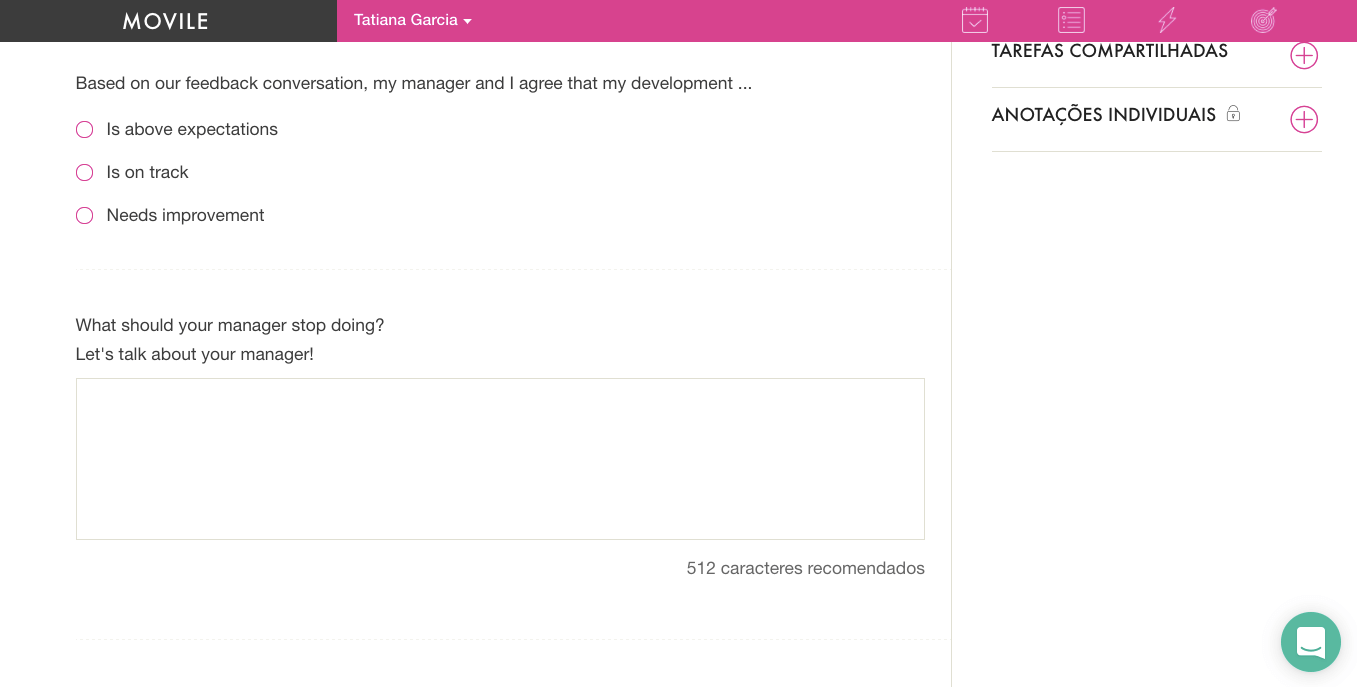 MOVILE
Tatiana Garcia
Based on our feedback conversation, my manager and I agree that my development ...
Is above expectations
Is on track
Needs improvement
What should your manager stop doing?
Let's talk about your manager!
512 caracteres recomendados
TAREFAS COMPARTILHADAS
ANOTAÇÕES INDIVIDUAIS